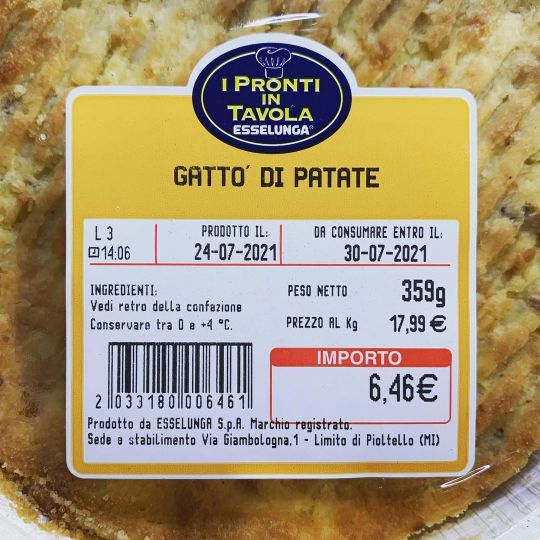 I PRONTI
IN
TAVOLA
ESSELUNGA®
GATTO' DI PATATE
L 3
14:06
PRODOTTO IL:
24-07-2021
DA CONSUMARE ENTRO IL:
30-07-2021
INGREDIENTI:
Vedi retro della confezione
Conservare tra 0 e +4 °C.
PESO NETTO 359g
PREZZO AL Kg 17,99 €
IMPORTO
6,46€
2 033180 006461
Prodotto da ESSELUNGA S.p.A. Marchio registrato.
Sede e stabilimento Via Giambologna,1 - Limito di Pioltello (MI)